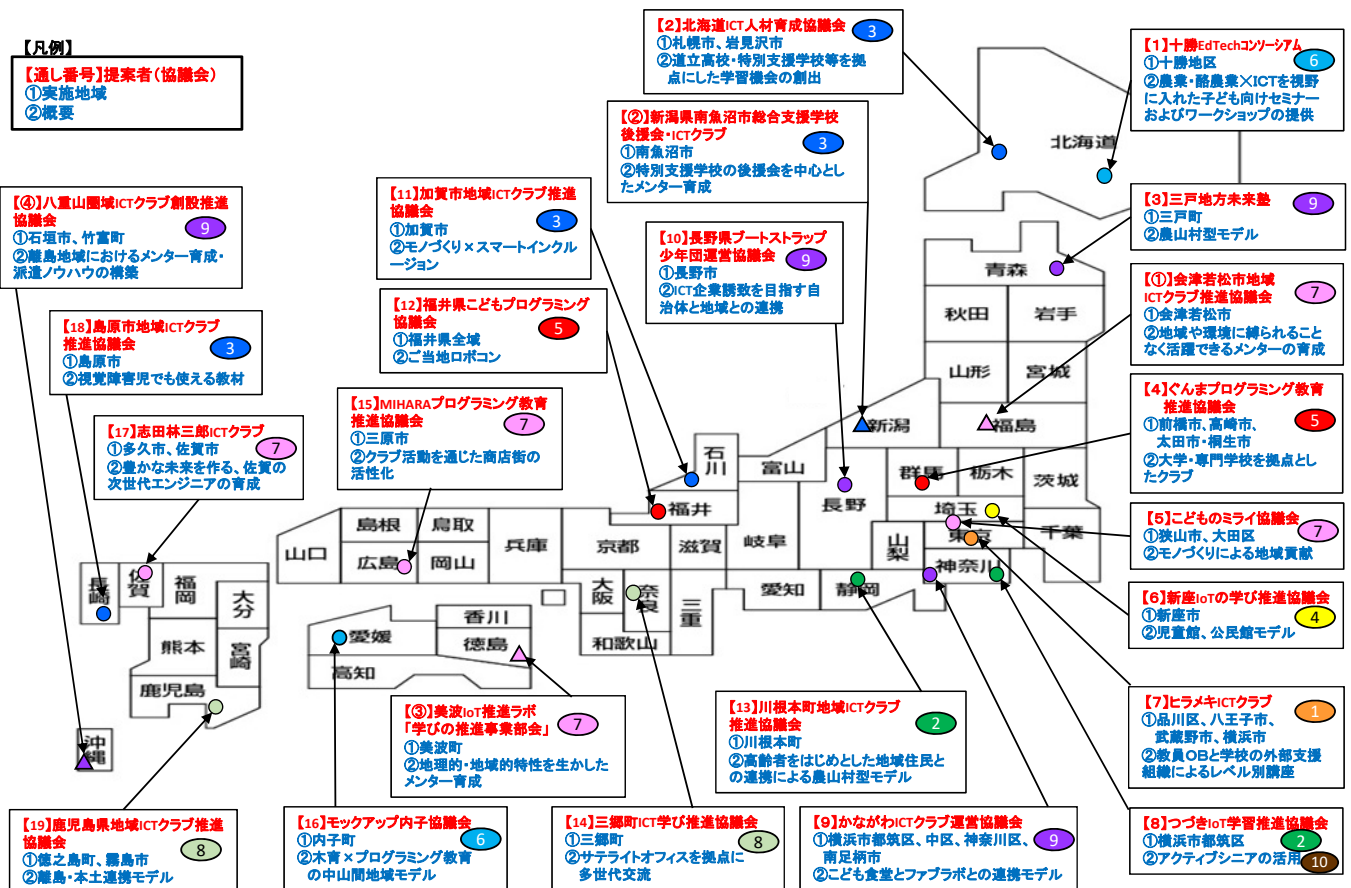 【凡例】
【通し番号】提案者(協議会)
①実施地域
②概要
【2】北海道ICT人材育成協議会
3
①札幌市、岩見沢市
②道立高校・特別支援学校等を拠
点にした学習機会の創出
【1】十勝EdTechコンソーシアム
6
①十勝地区
②農業・酪農業×ICTを視野
に入れた子ども向けセミナー
およびワークショップの提供
【②】新潟県南魚沼市総合支援学校
後援会・ICTクラブ
3
①南魚沼市
②特別支援学校の後援会を中心とし
たメンター育成
【④】八重山圏域ICTクラブ創設推進
協議会
9
①石垣市、竹富町
②離島地域におけるメンター育成・
派遣ノウハウの構築
【11】加賀市地域ICTクラブ推進
協議会
3
①加賀市
②モノづくり×スマートインクル
ージョン
【10】長野県ブートストラップ
少年団運営協議会
9
①長野市
②ICT企業誘致を目指す自
治体と地域との連携
【3】三戸地方未来塾
9
①三戸町
②農山村型モデル
【①】会津若松市地域
ICTクラブ推進協議会
7
①会津若松市
②地域や環境に縛られること
なく活躍できるメンターの育成
【12】福井県こどもプログラミング
協議会
5
①福井県全域
②ご当地ロボコン
【18】島原市地域ICTクラブ
推進協議会
3
①島原市
②視覚障害児でも使える教材
【4】ぐんまプログラミング教育
推進協議会
5
①前橋市、高崎市、
太田市・桐生市
②大学・専門学校を拠点とし
たクラブ
【15】MIHARAプログラミング教育
推進協議会
7
①三原市
②クラブ活動を通じた商店街の
活性化
【17】志田林三郎ICTクラブ
7
①多久市、佐賀市
②豊かな未来を作る、佐賀の
次世代エンジニアの育成
【5】こどものミライ協議会
7
①狭山市、大田区
②モノづくりによる地域貢献
【6】新座IoTの学び推進協議会
4
①新座市
②児童館、公民館モデル
【7】ヒラメキICTクラブ
1
①品川区、八王子市、
武蔵野市、横浜市
②教員OBと学校の外部支援
組織によるレベル別講座
【13】川根本町地域ICTクラブ
推進協議会
2
①川根本町
②高齢者をはじめとした地域住民と
の連携による農山村型モデル
【③】美波IoT推進ラボ
「学びの推進事業部会」
7
①美波町
②地理的・地域的特性を生かした
メンター育成
【19】鹿児島県地域ICTクラブ推進
協議会
8
①徳之島町、霧島市
②離島・本土連携モデル
【16】モックアップ内子協議会
6
①内子町
②木育×プログラミング教育
の中山間地域モデル
【14】三郷町ICT学び推進協議会
8
①三郷町
②サテライトオフィスを拠点に
多世代交流
【9】かながわICTクラブ運営協議会
9
①横浜市都筑区、中区、神奈川区、
南足柄市
②こども食堂とファブラボとの連携モデル
【8】つづきIoT学習推進協議会
2
①横浜市都筑区
②アクティブシニアの活用
10
北海道
青森
秋田
岩手
山形
宮城
新潟
福島
石川
富山
群馬
栃木
茨城
福井
長野
埼玉
千葉
島根
鳥取
兵庫
京都
滋賀
岐阜
山梨
東京
山口
広島
岡山
神奈川
長崎
佐賀
福岡
大分
大阪
奈良
三重
愛知
静岡
和歌山
熊本
宮崎
愛媛
香川
徳島
高知
鹿児島
沖縄